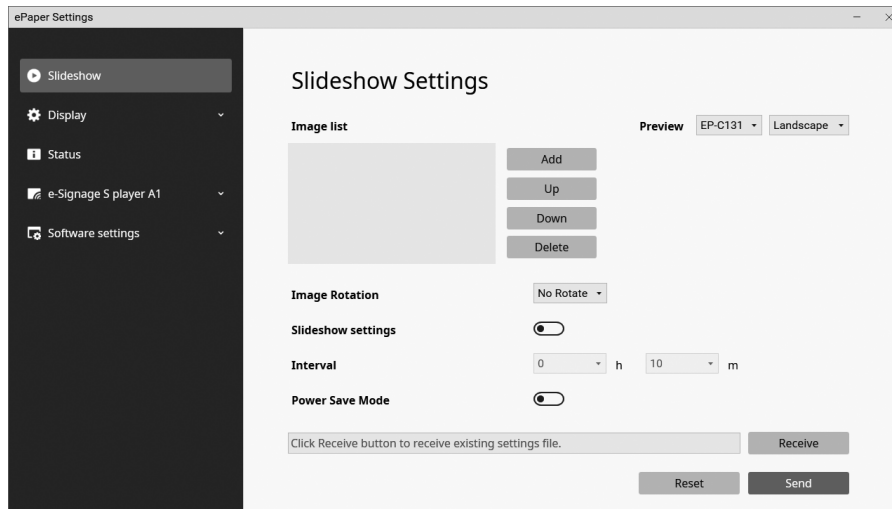 ePaper Settings
Slideshow
Display
Status
e-Signage S player A1
Software settings
Slideshow Settings
Image list
Preview EP-C131 Landscape
Add
Up
Down
Delete
Image Rotation No Rotate
Slideshow settings
Interval 0 h 10 m
Power Save Mode
Click Receive button to receive existing settings file. Receive
Reset Send